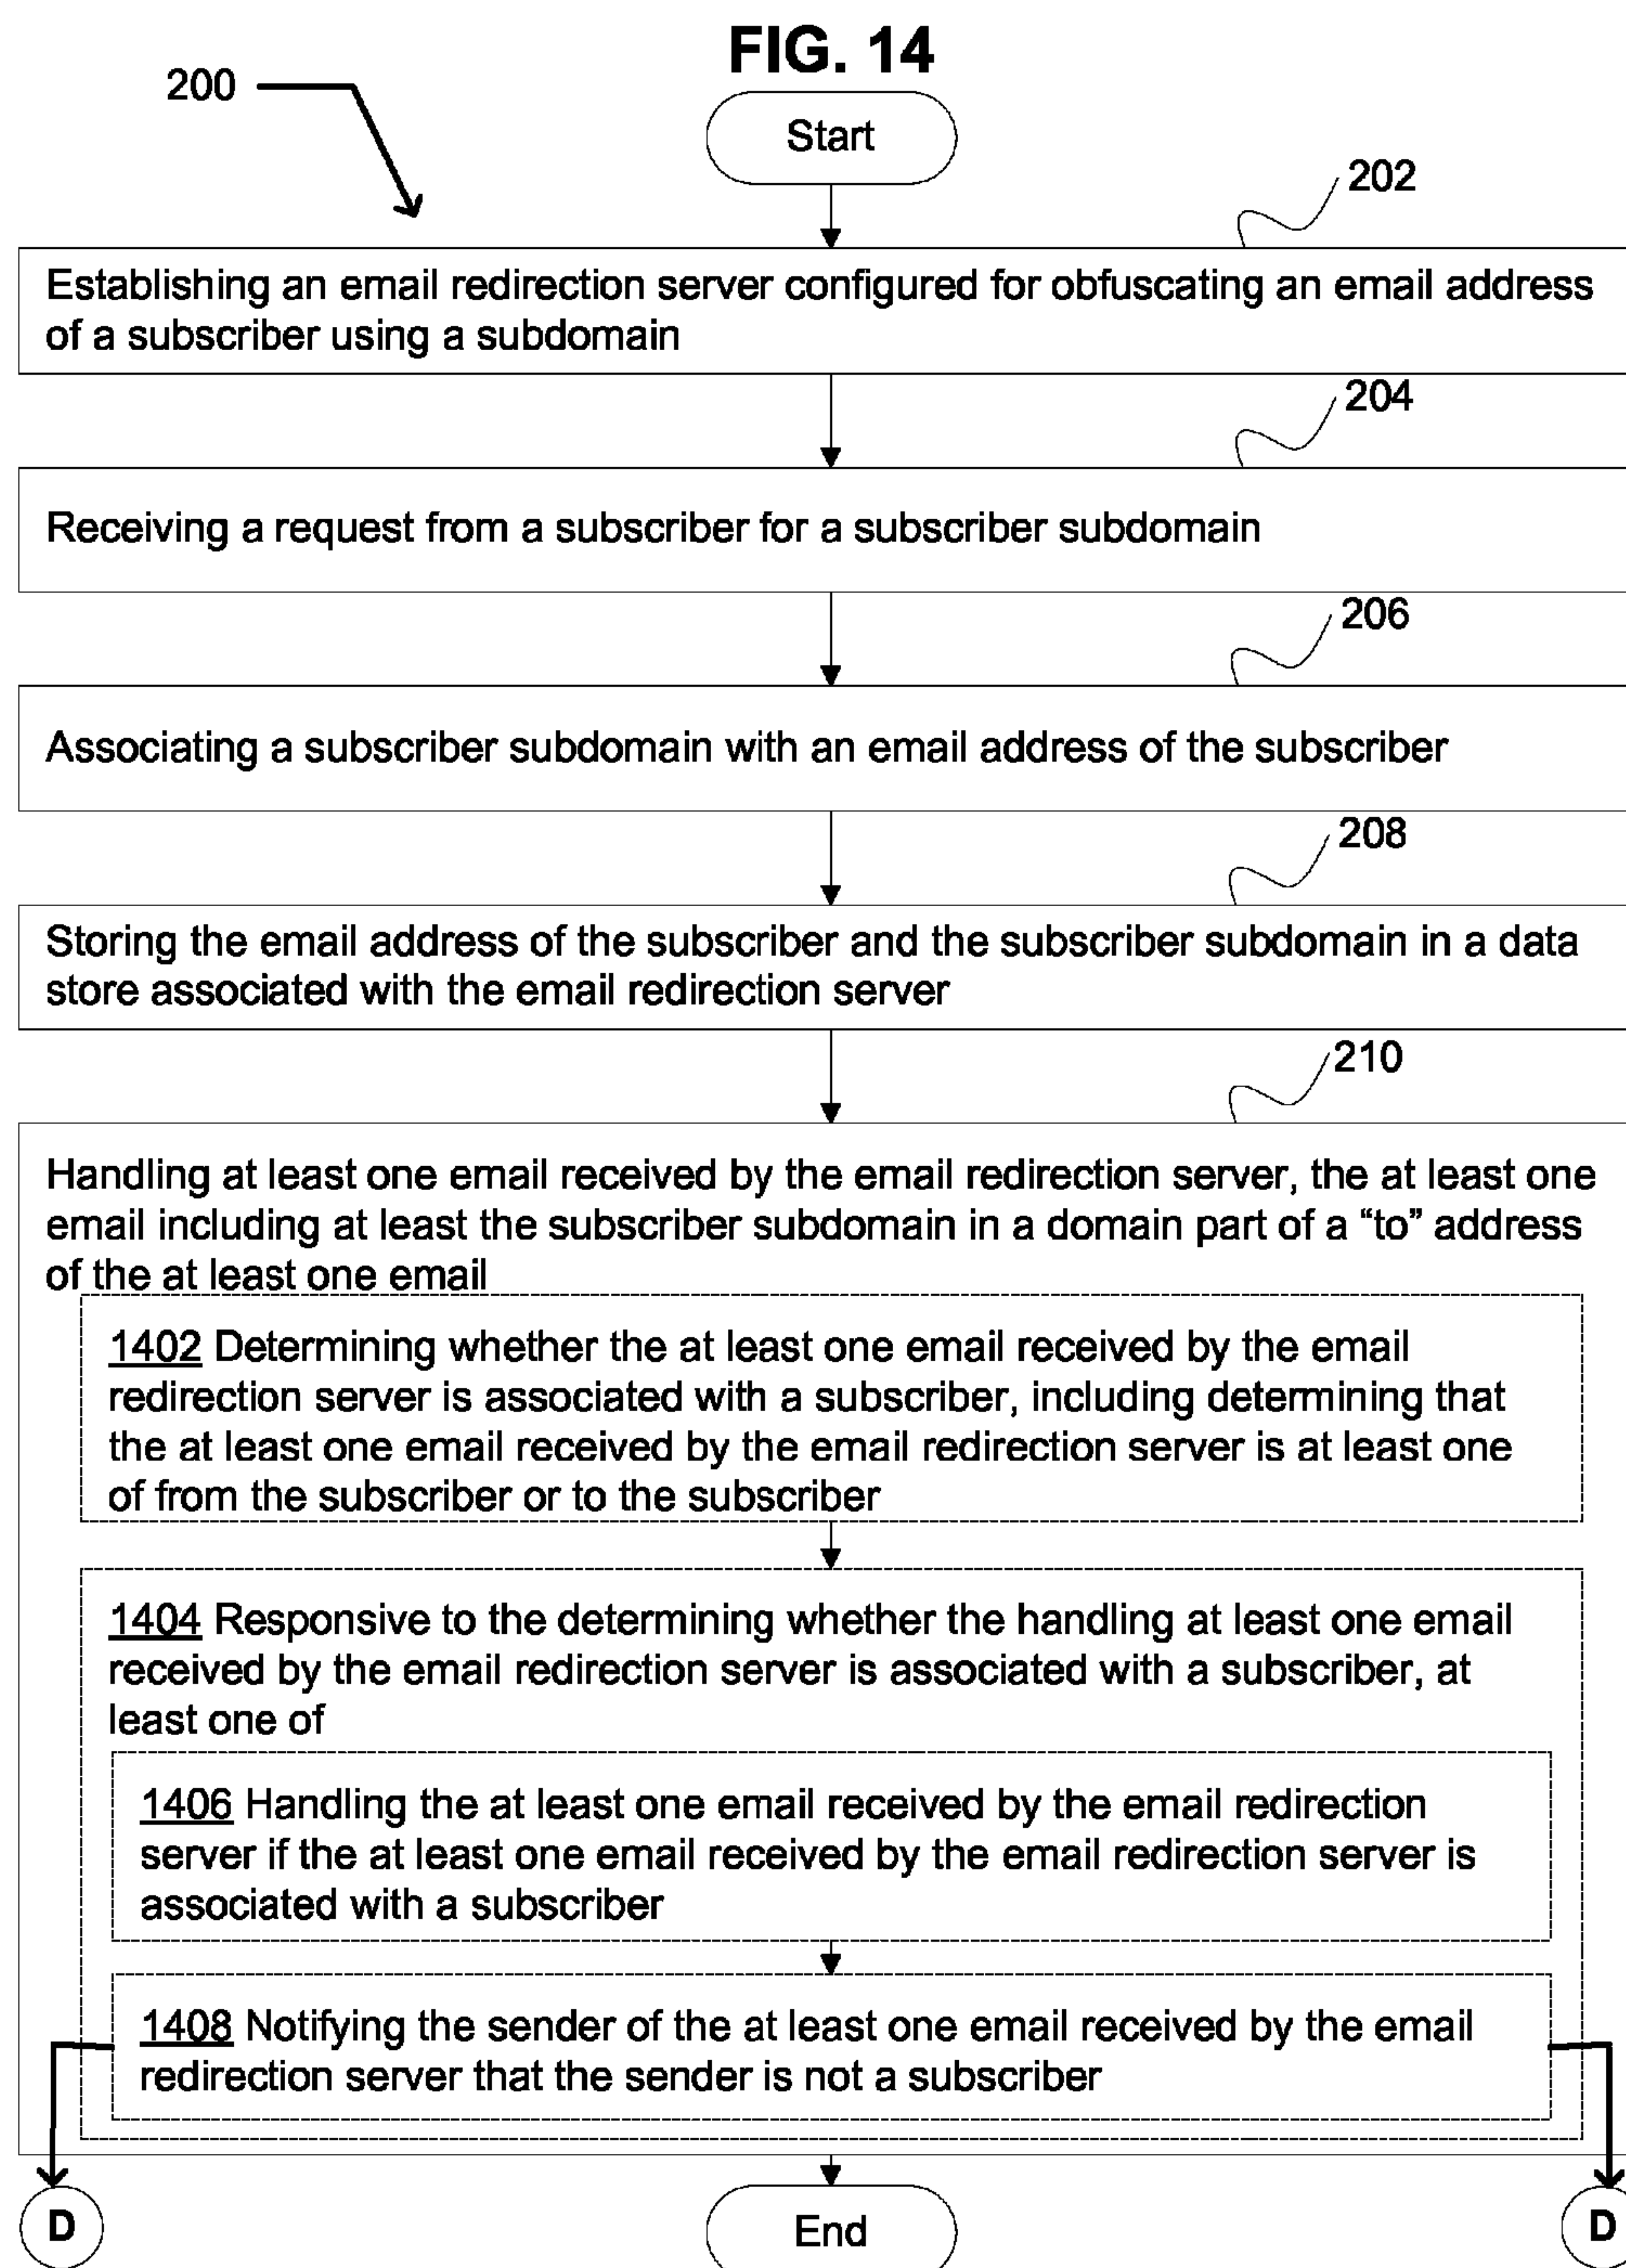 FIG. 14
200
Start
202
Establishing an email redirection server configured for obfuscating an email address
of a subscriber using a subdomain
204
Receiving a request from a subscriber for a subscriber subdomain
206
Associating a subscriber subdomain with an email address of the subscriber
208
Storing the email address of the subscriber and the subscriber subdomain in a data
store associated with the email redirection server
210
Handling at least one email received by the email redirection server, the at least one
email including at least the subscriber subdomain in a domain part of a “to” address
of the at least one email
1402 Determining whether the at least one email received by the email
redirection server is associated with a subscriber, including determining that
the at least one email received by the email redirection server is at least one
of from the subscriber or to the subscriber
1404 Responsive to the determining whether the handling at least one email
received by the email redirection server is associated with a subscriber, at
least one of
1406 Handling the at least one email received by the email redirection
server if the at least one email received by the email redirection server is
associated with a subscriber
1408 Notifying the sender of the at least one email received by the email
redirection server that the sender is not a subscriber
D
End
D